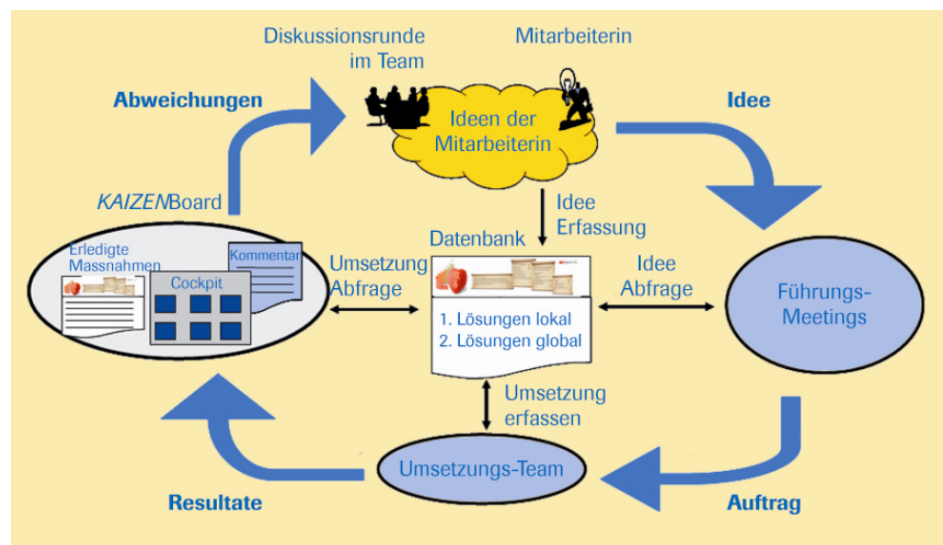 Diskussionsrunde
im Team
Mitarbeiterin
Abweichungen
Idee
Ideen der
Mitarbeiterin
KAIZENBoard
Idee
Erfassung
Datenbank
Erledigte
Massnahmen
Kommentar
Cockpit
Umsetzung
Abfrage
Idee
Abfrage
Führungs-
Meetings
1. Lösungen lokal
2. Lösungen global
Umsetzung
erfassen
Umsetzungs-Team
Resultate
Auftrag